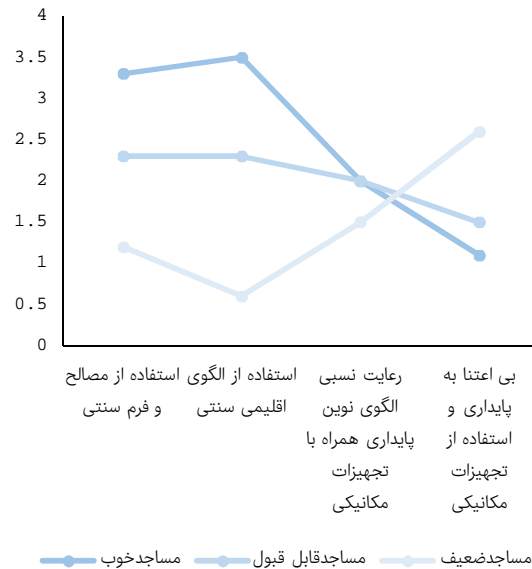 4
3.5
3
2.5
2
1.5
1
0.5
0
استفاده از مصالح
و فرم سنتی
استفاده از الگوی
اقلیمی سنتی
رعایت نسبی
الگوی نوین
پایداری همراه با
تجهیزات
مکانیکی
بی اعتنا به
پایداری و
استفاده از
تجهیزات
مکانیکی
مساجدخوب
مساجدقابل قبول
مساجدضعیف